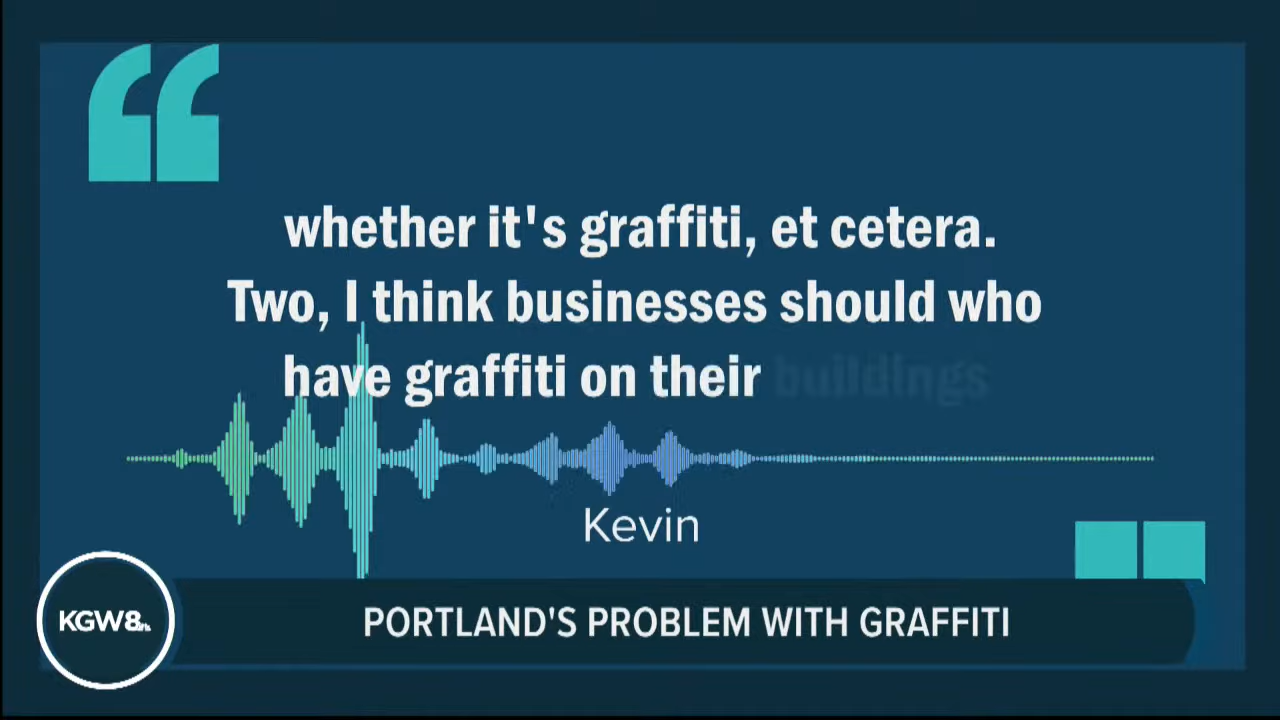 whether it's graffiti, et cetera.
Two, I think businesses should who
have graffiti on their buildings
Kevin
KGW8
PORTLAND'S PROBLEM WITH GRAFFITI